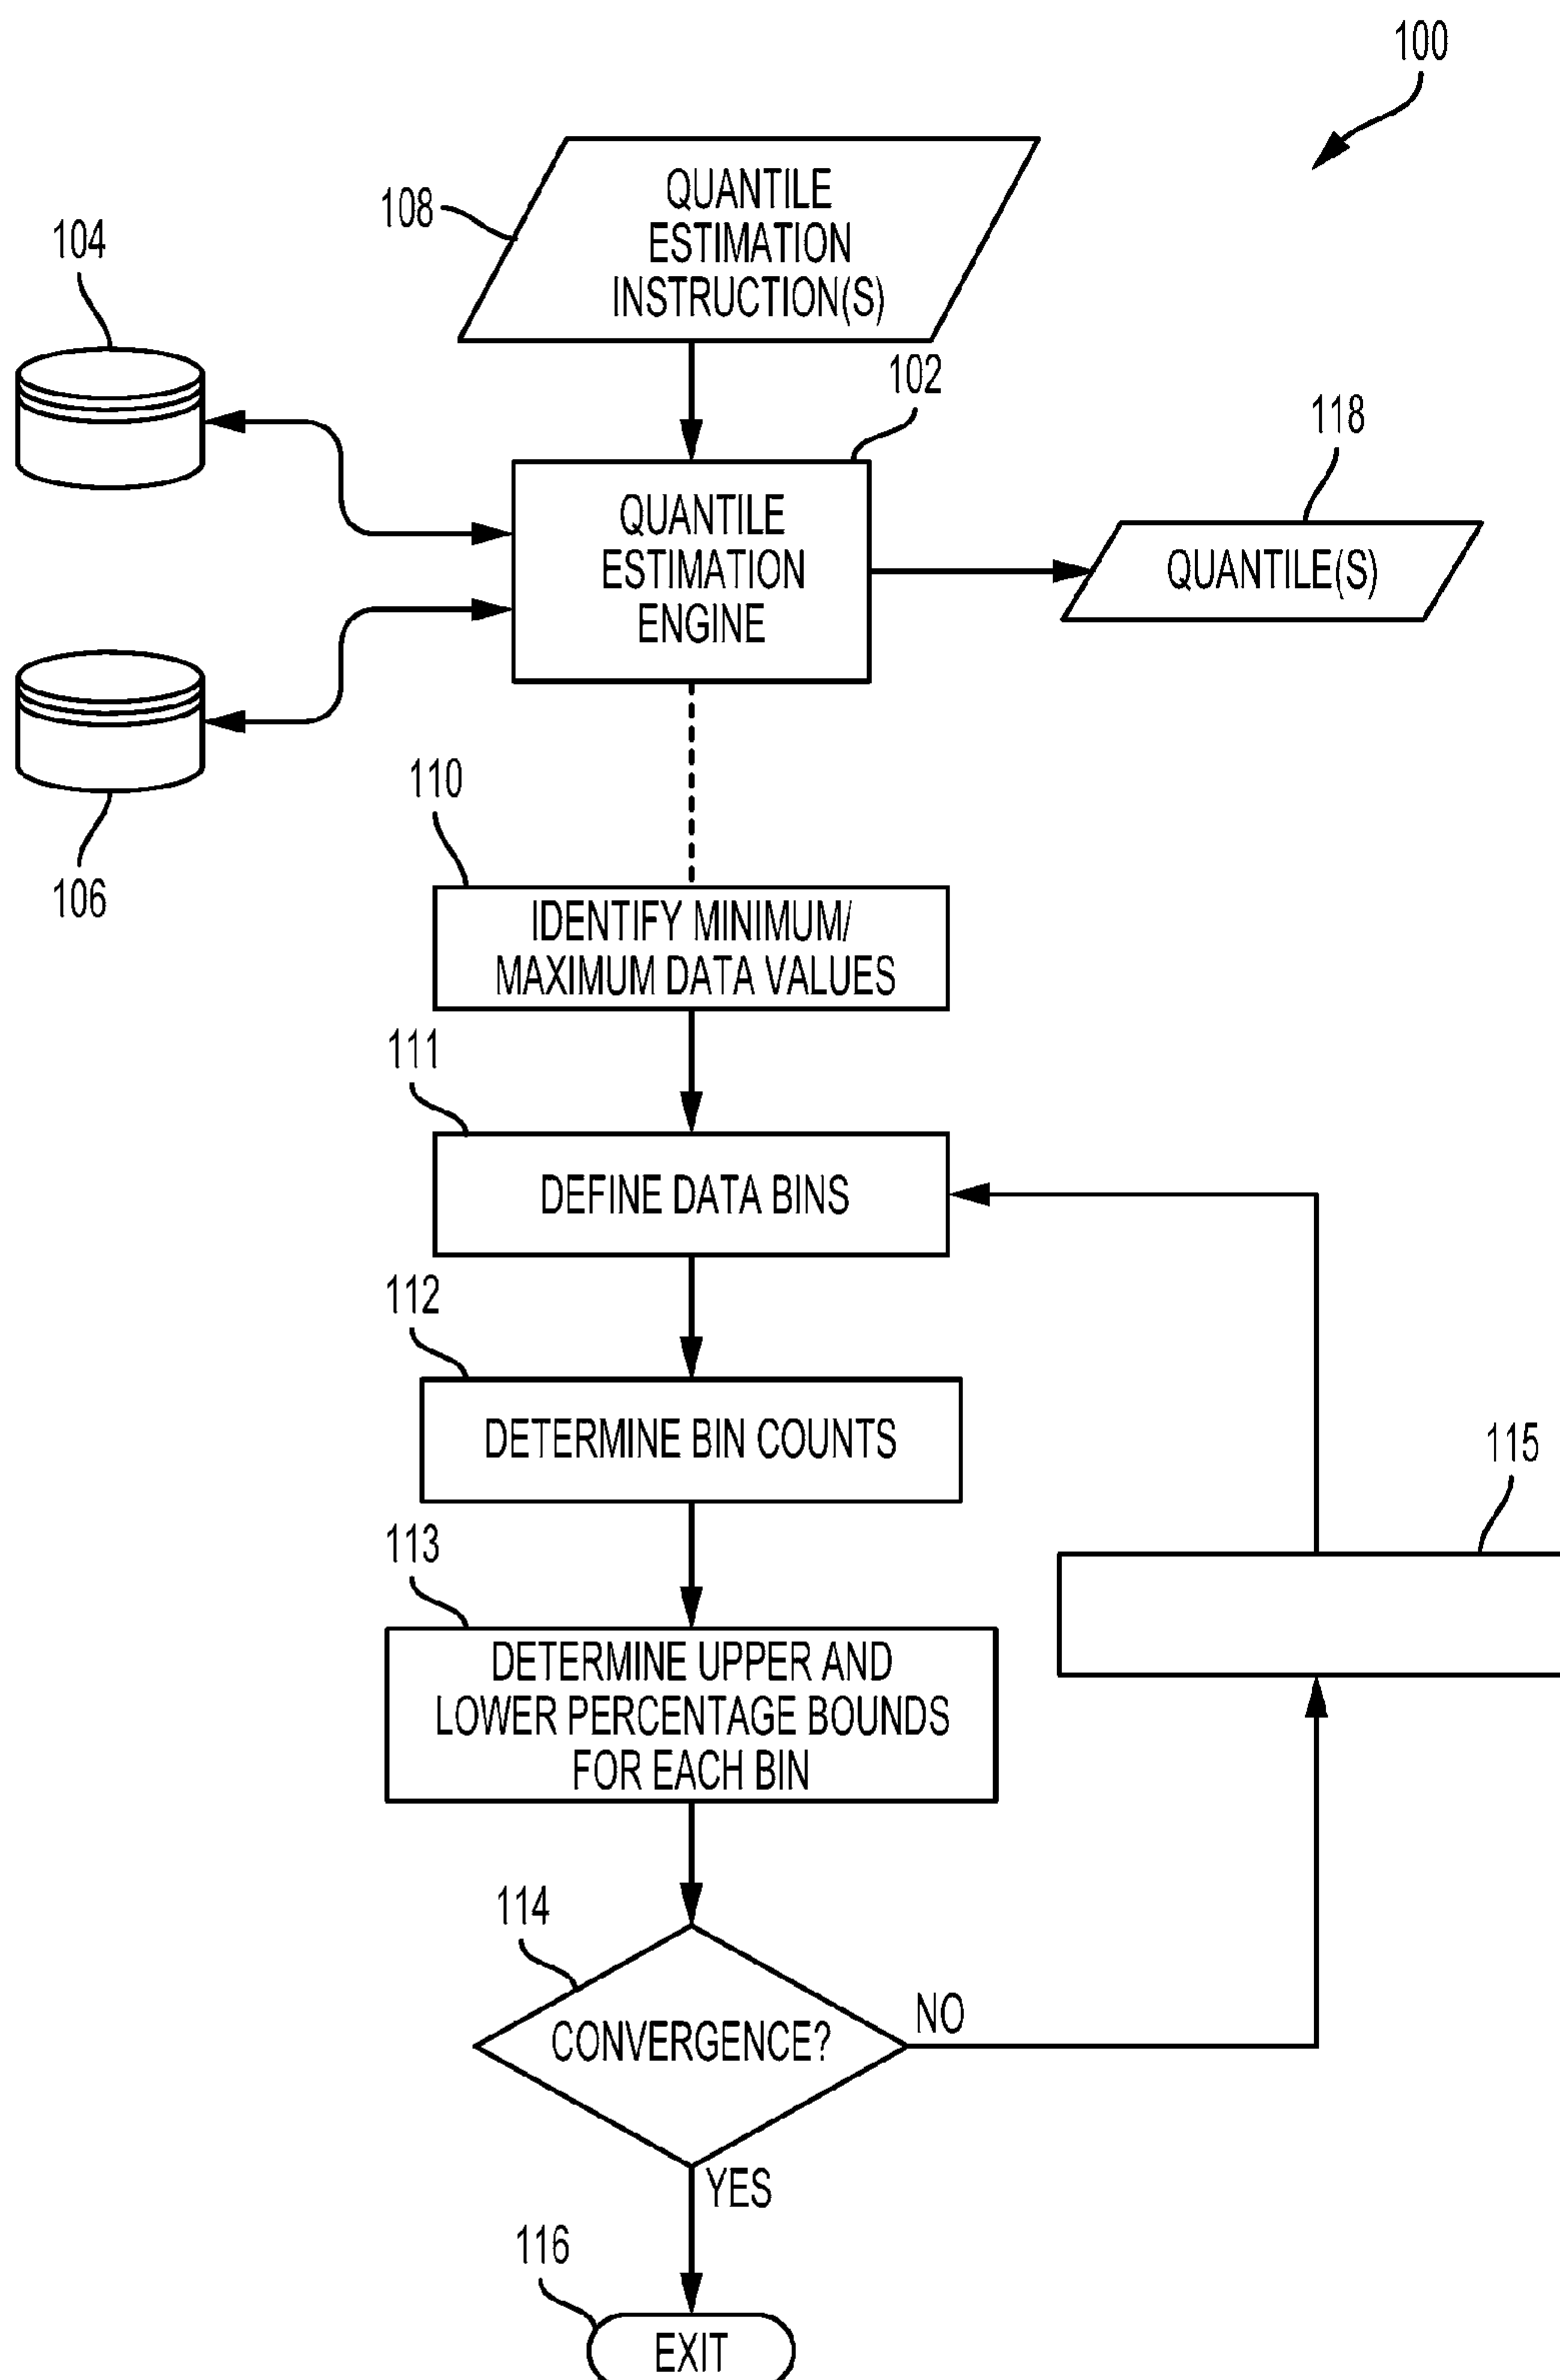 100
108
QUANTILE
ESTIMATION
INSTRUCTION(S)
104
102
118
QUANTILE
ESTIMATION
ENGINE
QUANTILE(S)
106
110
IDENTIFY MINIMUM/
MAXIMUM DATA VALUES
111
DEFINE DATA BINS
112
DETERMINE BIN COUNTS
115
113
DETERMINE UPPER AND
LOWER PERCENTAGE BOUNDS
FOR EACH BIN
114
CONVERGENCE?
NO
YES
116
EXIT